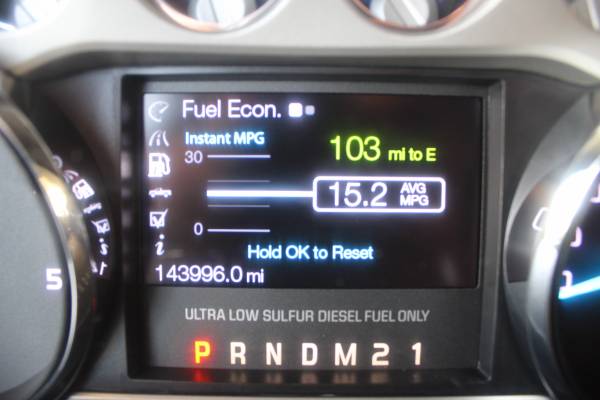 Fuel Econ.
Instant MPG
30
103 mi to E
15.2 AVG MPG
0
Hold OK to Reset
143996.0 mi
5
ULTRA LOW SULFUR DIESEL FUEL ONLY
P R N D M 2 1